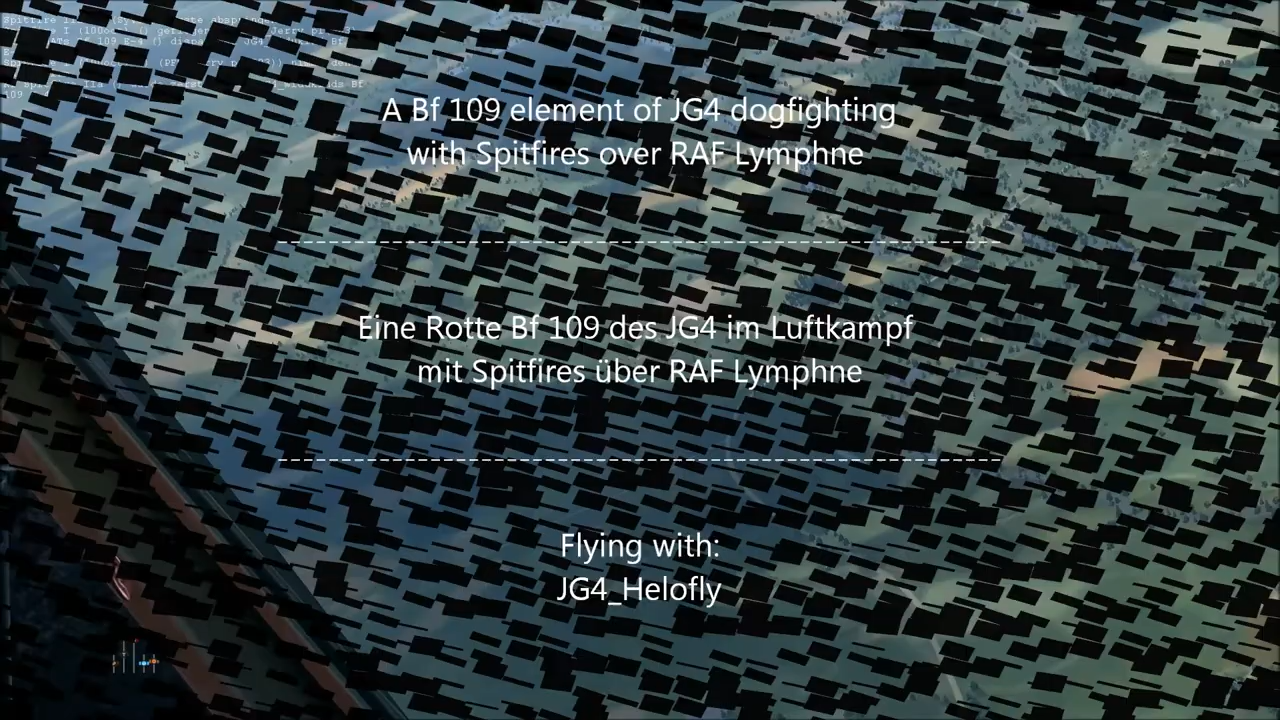 A Bf 109 element of JG4 dogfighting
with Spitfires over RAF Lymphne
Eine Rotte Bf 109 des JG4 im Luftkampf
mit Spitfires über RAF Lymphne
Flying with:
JG4_Helofly